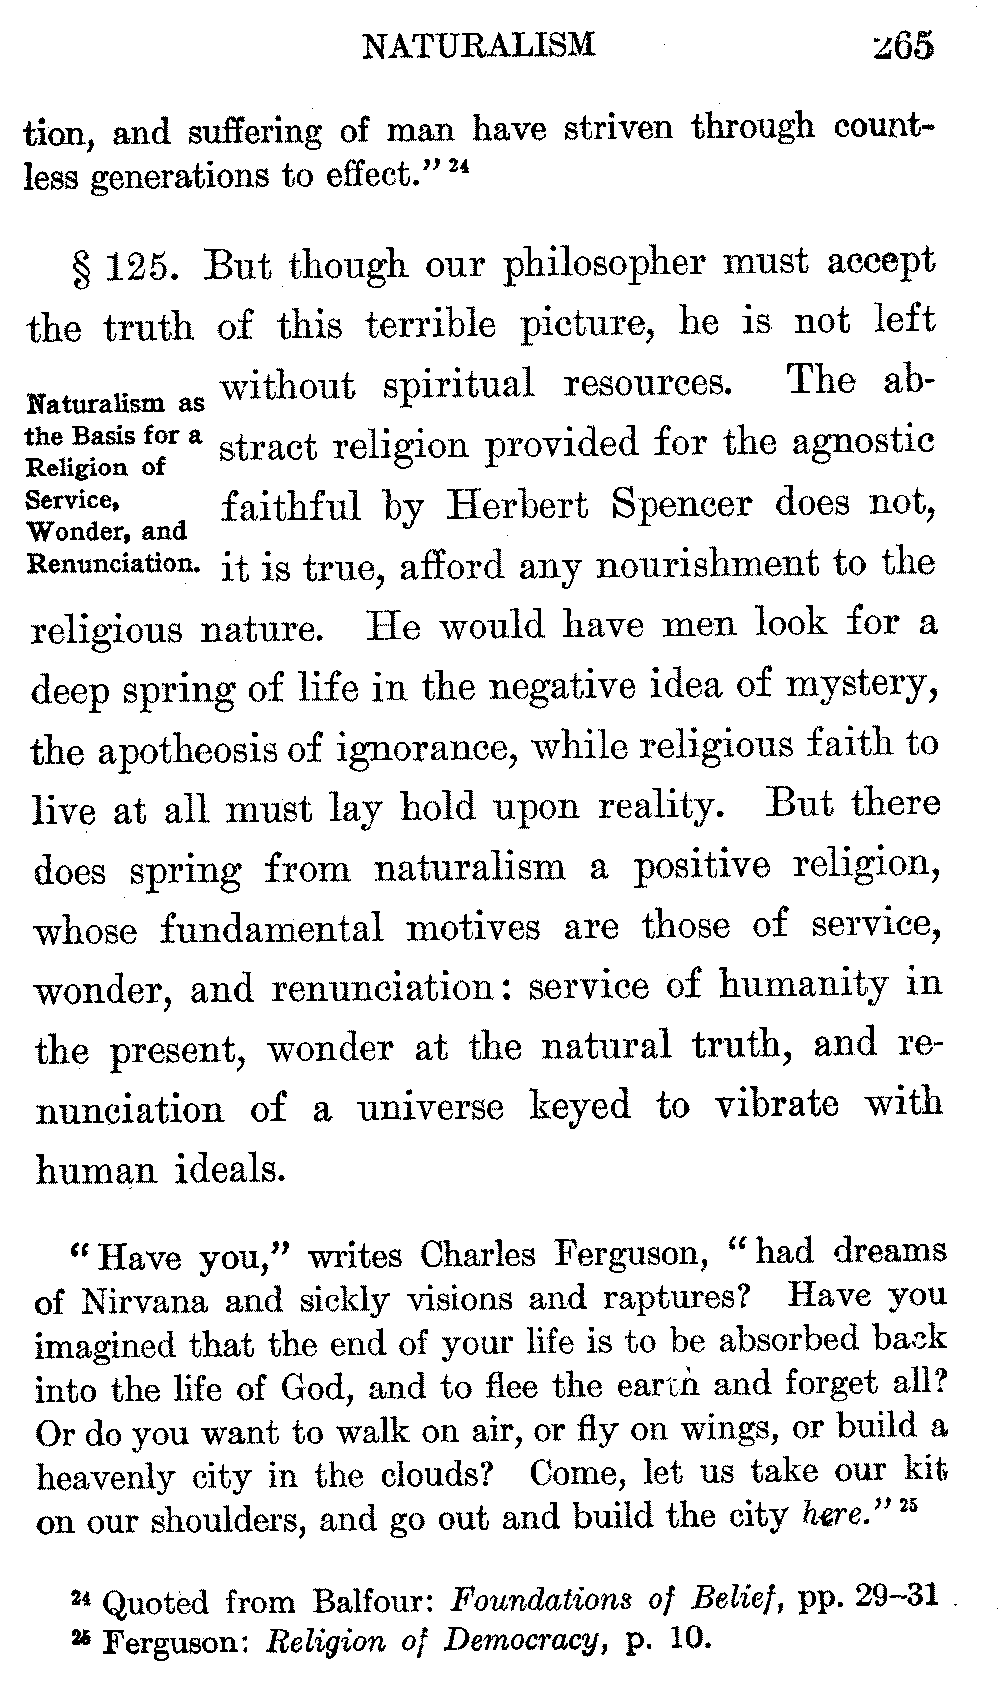 NATURALISM 265
tion, and suffering of man have striven through count-
less generations to effect.” 24
§ 125. But though our philosopher must accept
the truth of this terrible picture, he is not left
without spiritual resources. The ab-
stract religion provided for the agnostic
faithful by Herbert Spencer does not,
it is true, afford any nourishment to the
Naturalism as
the Basis for a
Religion of
Service,
Wonder, and
Renunciation.
religious nature. He would have men look for a
deep spring of life in the negative idea of mystery,
the apotheosis of ignorance, while religious faith to
live at all must lay hold upon reality. But there
does spring from naturalism a positive religion,
whose fundamental motives are those of service,
wonder, and renunciation: service of humanity in
the present, wonder at the natural truth, and re-
nunciation of a universe keyed to vibrate with
human ideals.
“Have you,” writes Charles Ferguson, “had dreams
of Nirvana and sickly visions and raptures? Have you
imagined that the end of your life is to be absorbed back
into the life of God, and to flee the earth and forget all?
Or do you want to walk on air, or fly on wings, or build a
heavenly city in the clouds? Come, let us take our kit
on our shoulders, and go out and build the city here.” 25
24 Quoted from Balfour: Foundations of Belief, pp. 29–31
25 Ferguson: Religion of Democracy, p. 10.